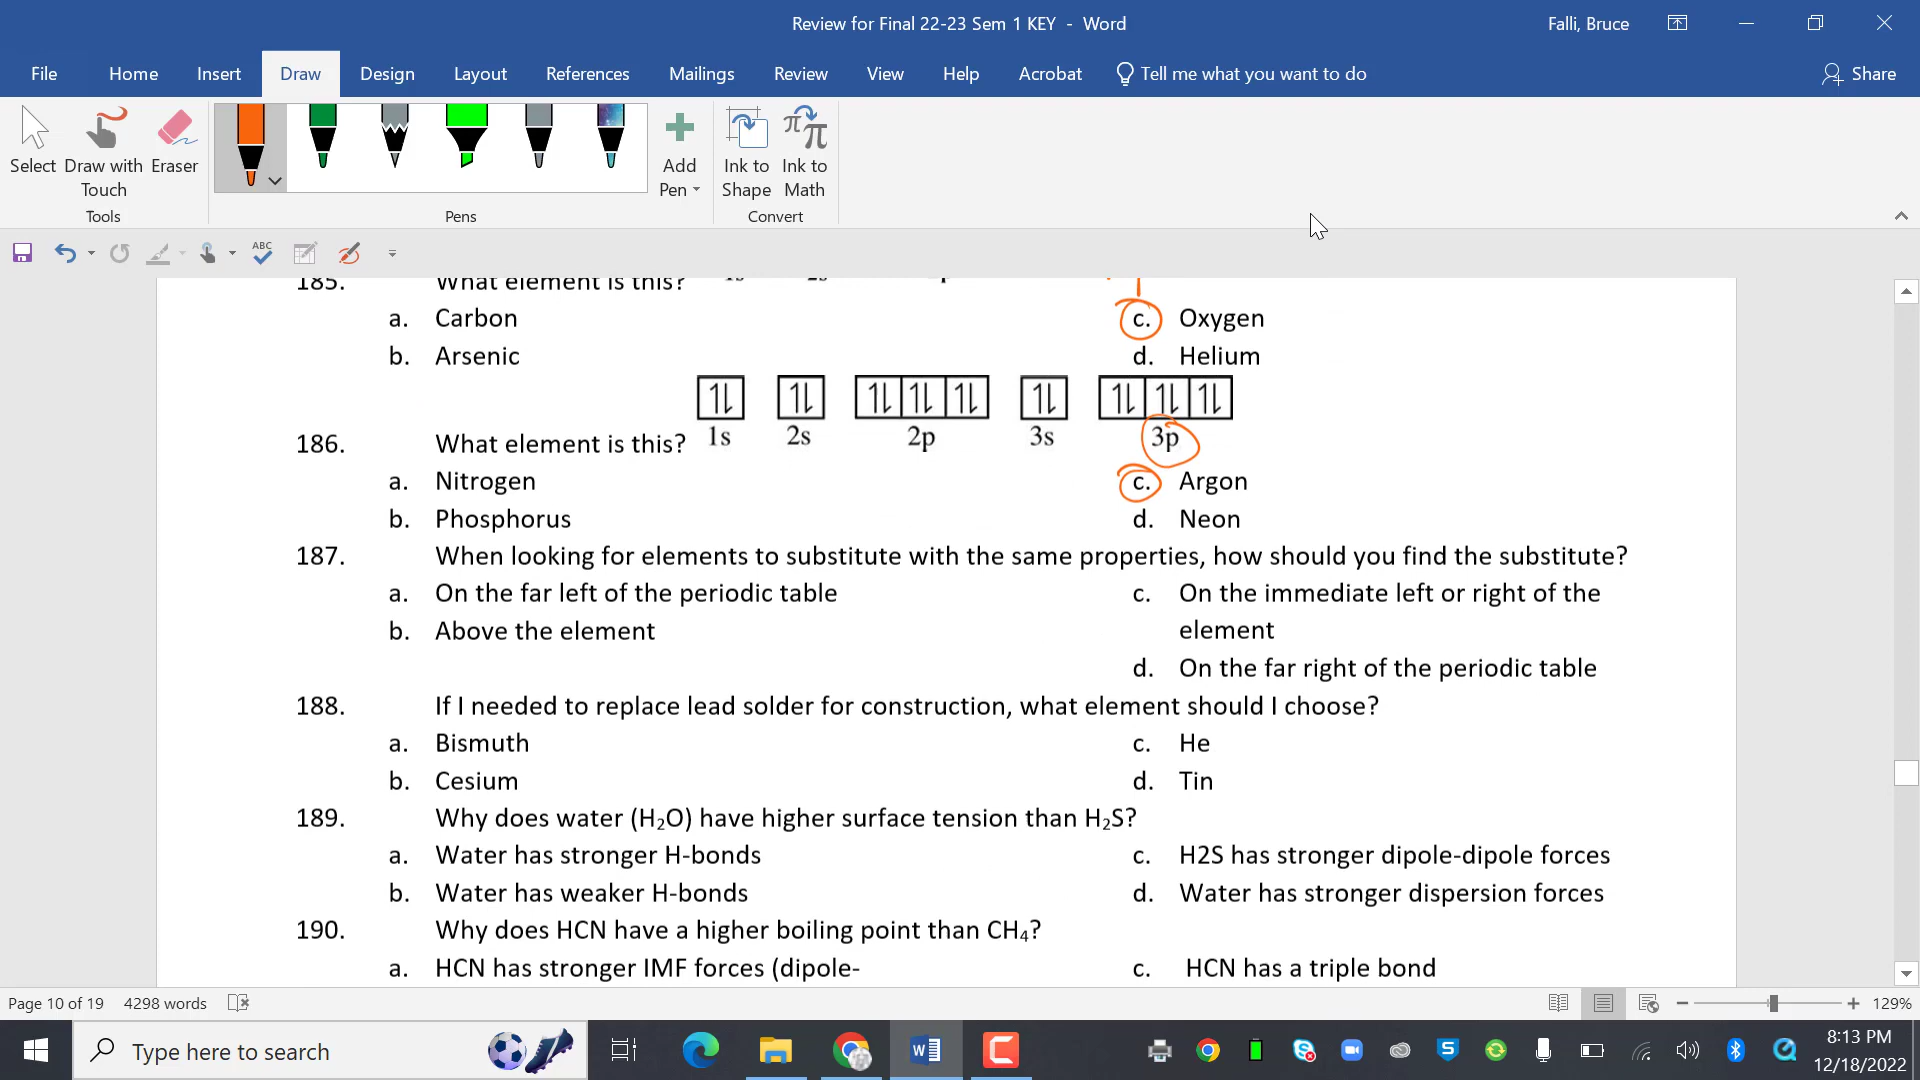 Review for Final 22-23 Sem 1 KEY - Word
Falli, Bruce
File Home Insert Draw Design Layout References Mailings Review View Help Acrobat Tell me what you want to do Share
Select Draw with Touch Eraser
Tools
Pens
Add Pen
Ink to Shape Ink to Math
Convert
ABC
185. What element is this?
a. Carbon c. Oxygen
b. Arsenic d. Helium
1s 2s 2p 3s 3p
186. What element is this?
a. Nitrogen c. Argon
b. Phosphorus d. Neon
187. When looking for elements to substitute with the same properties, how should you find the substitute?
a. On the far left of the periodic table c. On the immediate left or right of the
b. Above the element element
d. On the far right of the periodic table
188. If I needed to replace lead solder for construction, what element should I choose?
a. Bismuth c. He
b. Cesium d. Tin
189. Why does water (H₂O) have higher surface tension than H₂S?
a. Water has stronger H-bonds c. H2S has stronger dipole-dipole forces
b. Water has weaker H-bonds d. Water has stronger dispersion forces
190. Why does HCN have a higher boiling point than CH₄?
a. HCN has stronger IMF forces (dipole- c. HCN has a triple bond
Page 10 of 19 4298 words 129%
Type here to search
8:13 PM
12/18/2022